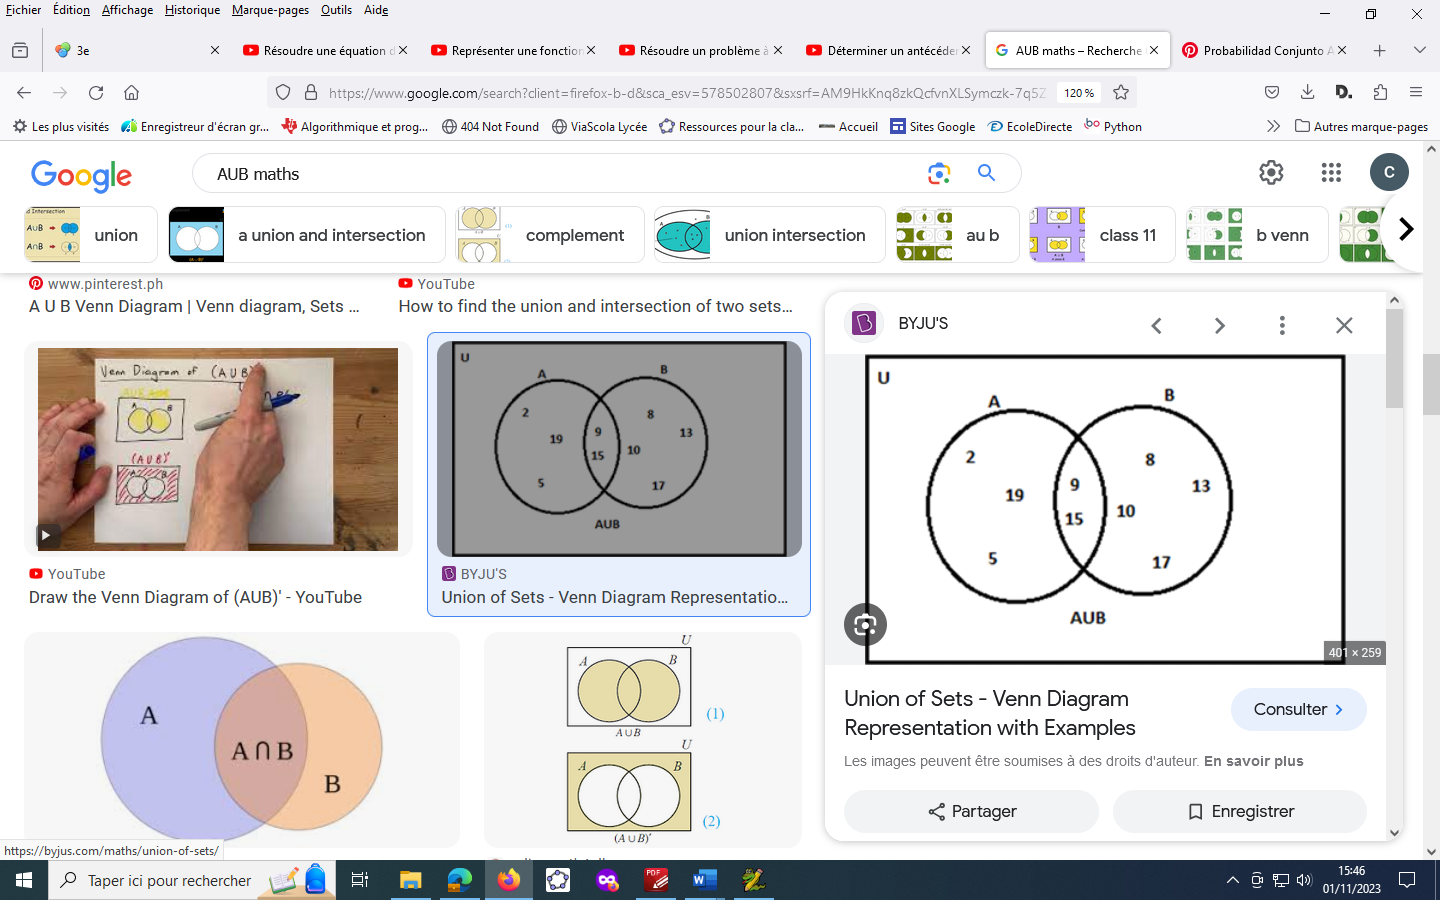 Fichier Édition Affichage Historique Marque-pages Outils Aide
3e
Résoudre une équation d
Représenter une fonction
Résoudre un problème à
Déterminer un antécéder
AUB maths – Recherche
Probabilidad Conjunto A
https://www.google.com/search?client=firefox-b-d&sca_esv=578502807&sxsrf=AM9HkKnq8zkQcfvnXLSymczk-7q5Z
120 %
Les plus visités
Enregistreur d'écran gr...
Algorithmique et prog...
404 Not Found
ViaScola Lycée
Ressources pour la cla...
Accueil
Sites Google
EcoleDirecte
Python
Autres marque-pages
Google
AUB maths
C
d Intersection
A∪B
A∩B
union
a union and intersection
complement
union intersection
au b
class 11
b venn
www.pinterest.ph
A U B Venn Diagram | Venn diagram, Sets ...
YouTube
How to find the union and intersection of two sets...
Venn Diagram of (A U B)'
A B
(A U B)'
A B
YouTube
Draw the Venn Diagram of (AUB)' - YouTube
U
A
B
2
8
19
9
13
15
10
5
17
AUB
BYJU'S
Union of Sets - Venn Diagram Representatio...
A
A ∩ B
B
U
A B
(1)
A ∪ B
U
A B
(2)
(A ∪ B)'
BYJU'S
U
A
B
2
8
9
13
19
15
10
5
17
AUB
401 × 259
Union of Sets - Venn Diagram
Representation with Examples
Consulter
Les images peuvent être soumises à des droits d'auteur. En savoir plus
Partager
Enregistrer
https://byjus.com/maths/union-of-sets/
Taper ici pour rechercher
PDF
W
15:46
01/11/2023